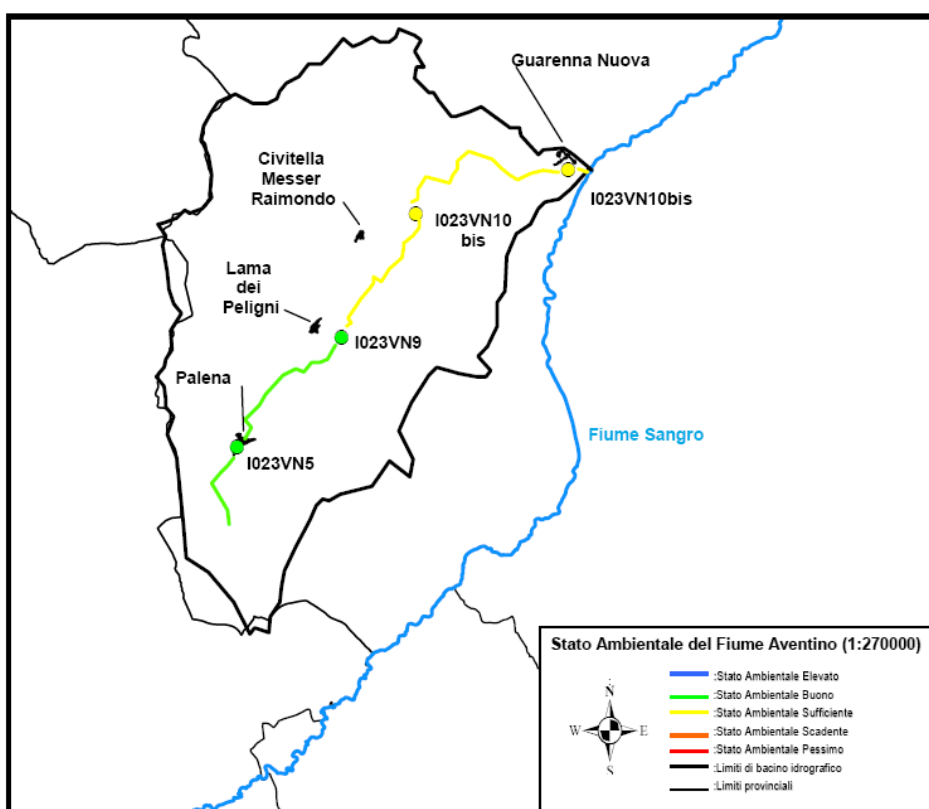 Guarenna Nuova
Civitella
Messer
Raimondo
I023VN10bis
I023VN10
bis
Lama
dei
Peligni
I023VN9
Palena
Fiume Sangro
I023VN5
Stato Ambientale del Fiume Aventino (1:270000)
:Stato Ambientale Elevato
:Stato Ambientale Buono
:Stato Ambientale Sufficiente
:Stato Ambientale Scadente
:Stato Ambientale Pessimo
:Limiti di bacino idrografico
:Limiti provinciali
N
W
E
S